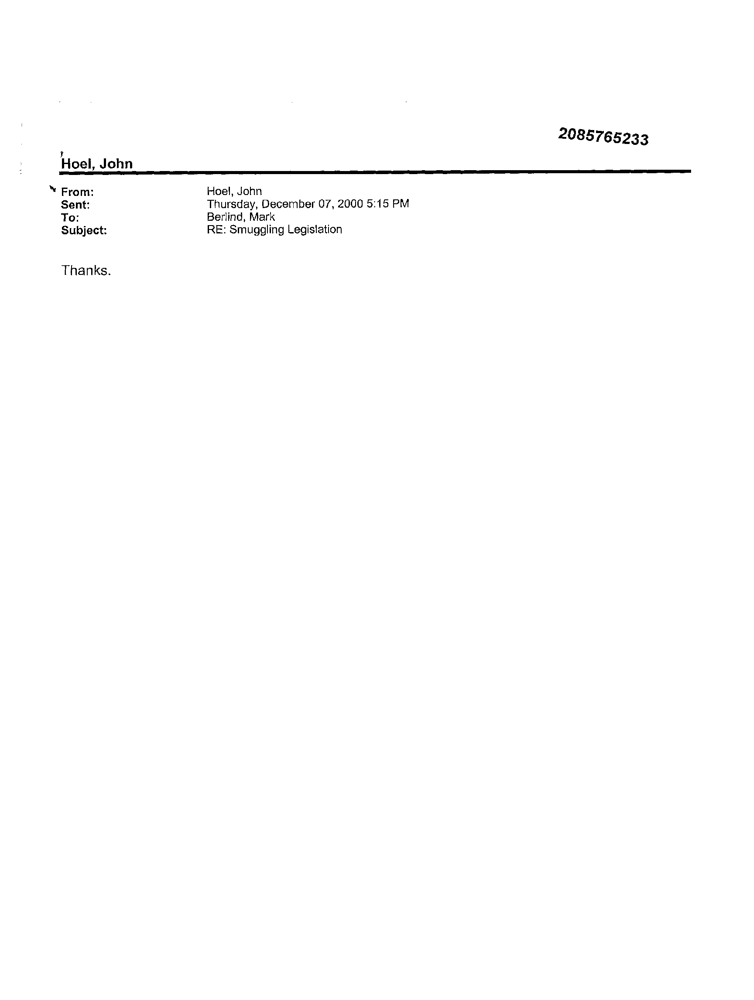 2085765233
Hoel, John
From: Hoel, John
Sent: Thursday, December 07, 2000 5:15 PM
To: Berlind, Mark
Subject: RE: Smuggling Legislation
Thanks.